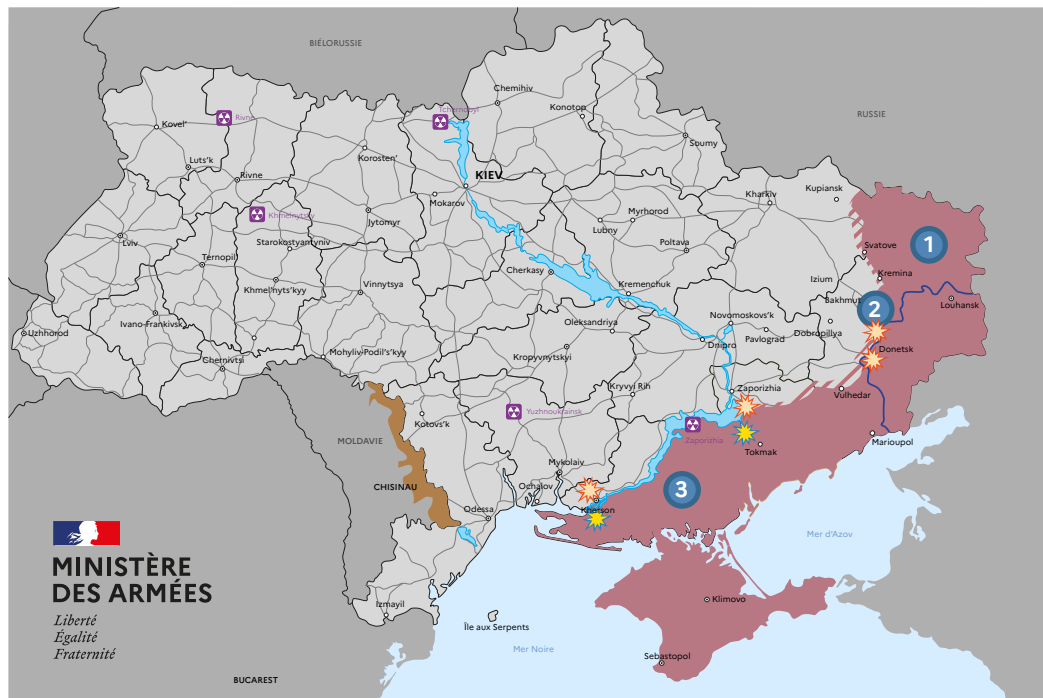 BIÉLORUSSIE
RUSSIE
Chemihiv
Konotop
Tchernobyl
Rivne
Kovel'
Soumy
Korosten'
Luts'k
Rivne
KIEV
Mokarov
Kharkiv
Kupiansk
Khmelnytsky
Jytomyr
Myrhorod
Lubny
Lviv
Starokostyantyniv
Poltava
Svatove
1
Ternopil
Cherkasy
Izium
Kremina
Khmel'nyts'kyy
Vinnytsya
Kremenchuk
Bakhmut
Louhansk
2
Ivano-Frankivsk
Oleksandriya
Novomoskovs'k
Uzhhorod
Dobropillya
Pavlograd
Dnipro
Donetsk
Chernivtsi
Mohyliv-Podil's'kyy
Kropyvnytskyi
Kryvyi Rih
Zaporizhia
Vulhedar
Yuzhnoukrainsk
Kotovs'k
MOLDAVIE
Zaporizhia
Marioupol
Tokmak
Mykolaiv
CHISINAU
Ochalov
3
Odessa
Kherson
Mer d'Azov
MINISTÈRE
DES ARMÉES
Liberté
Égalité
Fraternité
Izmayil
Klimovo
Île aux Serpents
Mer Noire
Sebastopol
BUCAREST